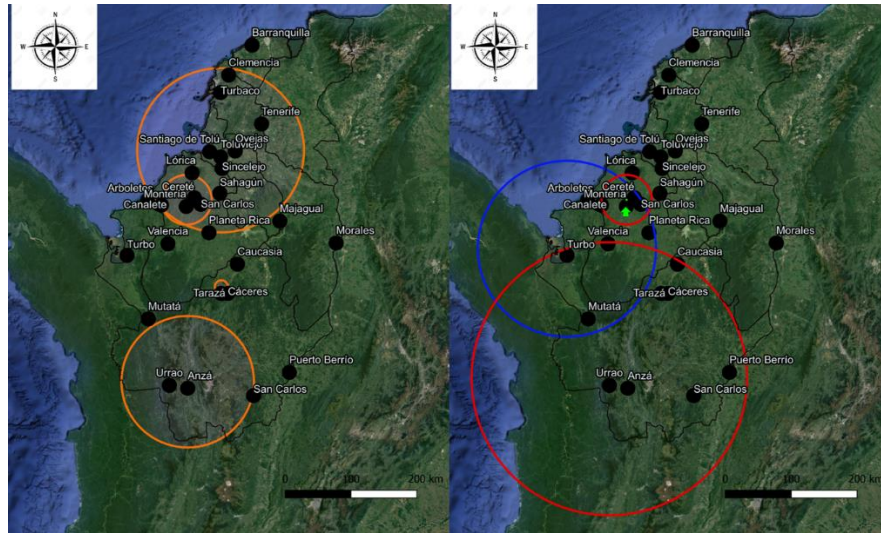 N
W E
S
Barranquilla
Clemencia
Turbaco
Tenerife
Santiago de Tolú
Ovejas
Toluviejo
Lórica
Sincelejo
Arboletes
Cereté
Sahagún
Montería
Canalete
San Carlos
Planeta Rica
Majagual
Valencia
Morales
Turbo
Caucasia
Tarazá
Cáceres
Mutatá
Puerto Berrío
Urrao
Anzá
San Carlos
0 100 200 km
N
W E
S
Barranquilla
Clemencia
Turbaco
Tenerife
Santiago de Tolú
Ovejas
Toluviejo
Lórica
Sincelejo
Arboletes
Cereté
Sahagún
Montería
Canalete
San Carlos
Planeta Rica
Majagual
Valencia
Morales
Turbo
Caucasia
Tarazá
Cáceres
Mutatá
Puerto Berrío
Urrao
Anzá
San Carlos
0 100 200 km